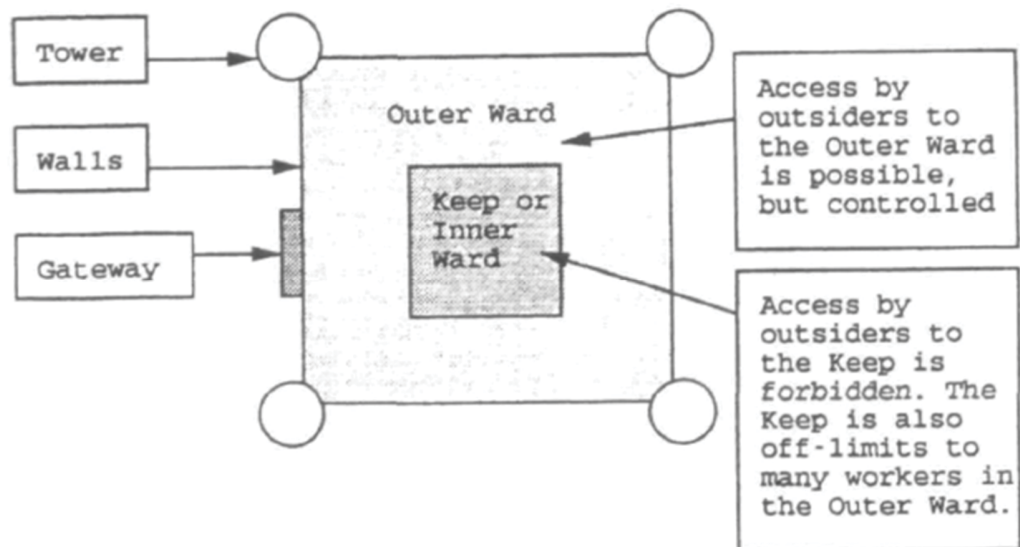 Tower
Walls
Gateway
Outer Ward
Keep or
Inner
Ward
Access by
outsiders to
the Outer Ward
is possible,
but controlled
Access by
outsiders to
the Keep is
forbidden. The
Keep is also
off-limits to
many workers in
the Outer Ward.